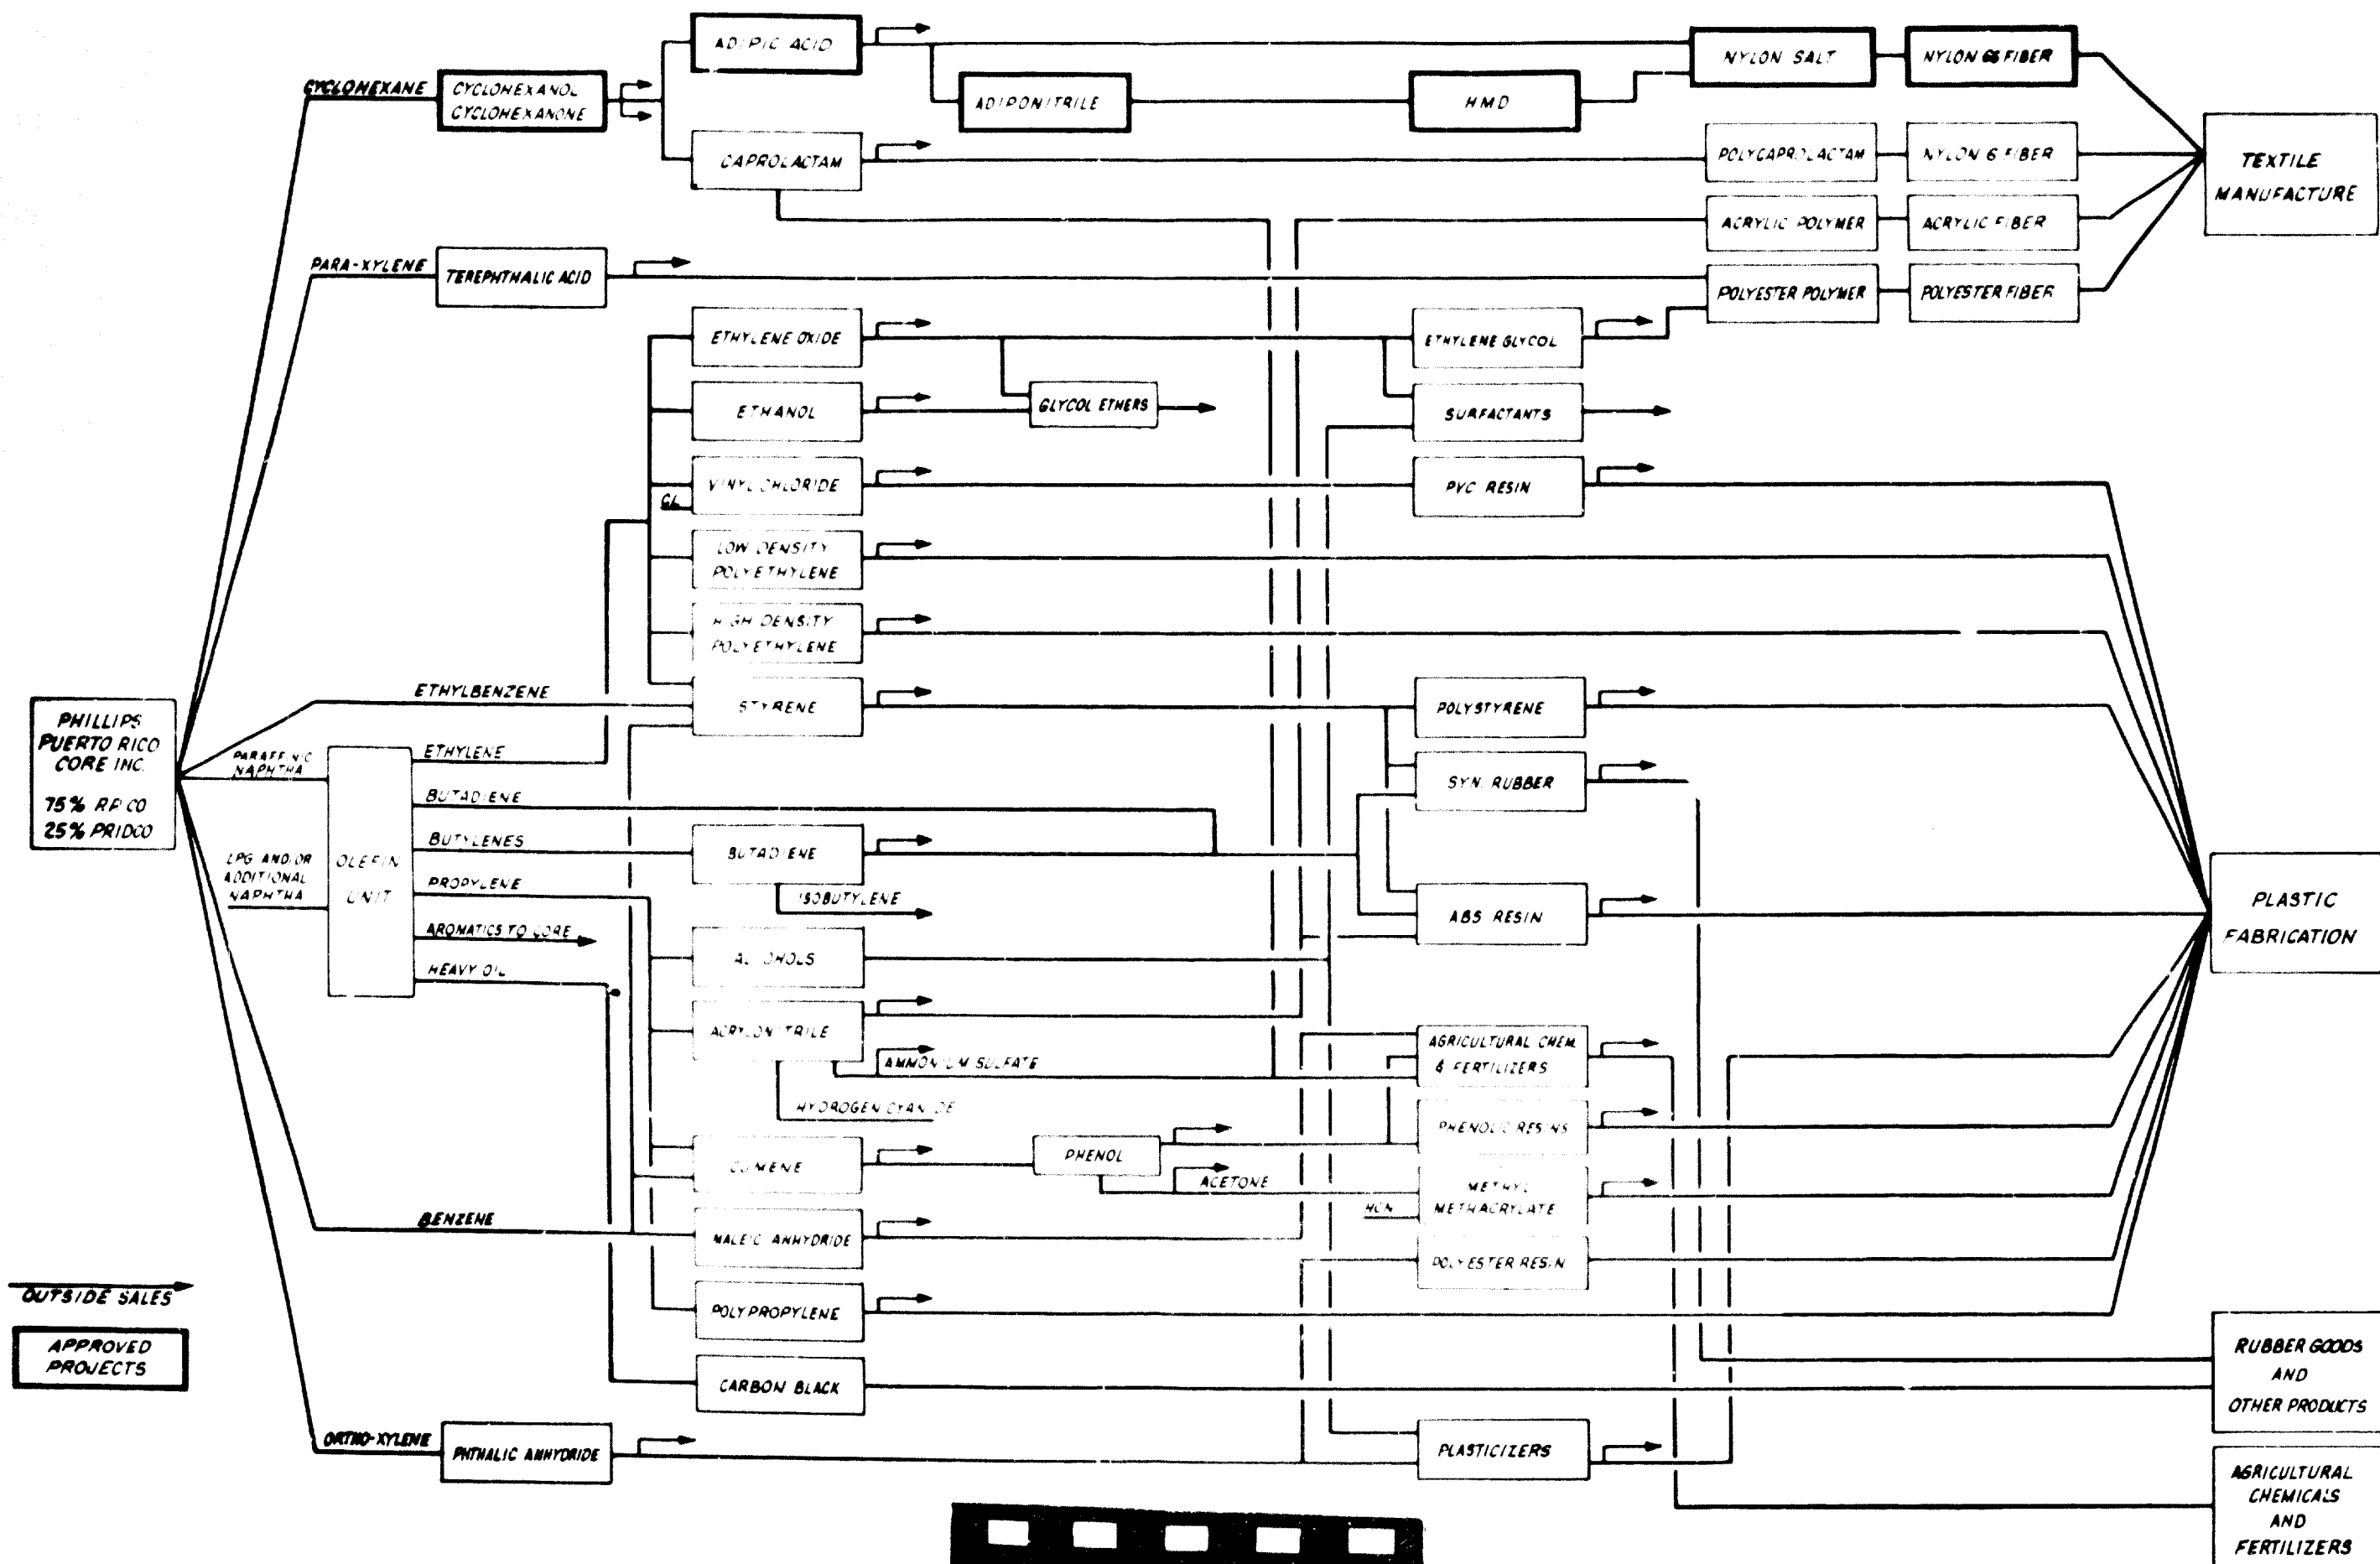 ADIPIC ACID
NYLON SALT
NYLON 66 FIBER
CYCLOHEXANE
CYCLOHEXANOL
CYCLOHEXANONE
ADIPONITRILE
HMD
CAPROLACTAM
POLYCAPROLACTAM
NYLON 6 FIBER
TEXTILE
MANUFACTURE
ACRYLIC POLYMER
ACRYLIC FIBER
PARA-XYLENE
TEREPHTHALIC ACID
POLYESTER POLYMER
POLYESTER FIBER
ETHYLENE OXIDE
ETHYLENE GLYCOL
ETHANOL
GLYCOL ETHERS
SURFACTANTS
VINYL CHLORIDE
PVC RESIN
LOW DENSITY
POLYETHYLENE
HIGH DENSITY
POLYETHYLENE
ETHYLBENZENE
STYRENE
POLYSTYRENE
PHILLIPS
PUERTO RICO
CORE INC.
75%
25% PRIDCO
PARAFFINIC
NAPHTHA
ETHYLENE
SYN. RUBBER
BUTADIENE
BUTYLENES
BUTADIENE
LPG AND/OR
ADDITIONAL
NAPHTHA
OLEFIN
UNIT
PROPYLENE
ISOBUTYLENE
ABS RESIN
PLASTIC
FABRICATION
AROMATICS TO CORE
HEAVY OIL
ALCOHOLS
ACRYLONITRILE
AMMONIUM SULFATE
AGRICULTURAL CHEM.
& FERTILIZERS
HYDROGEN CYANIDE
PHENOLIC RESINS
CUMENE
PHENOL
ACETONE
METHYL
METHACRYLATE
HCN
BENZENE
MALEIC ANHYDRIDE
POLYESTER RESIN
OUTSIDE SALES
POLYPROPYLENE
APPROVED
PROJECTS
RUBBER GOODS
AND
OTHER PRODUCTS
CARBON BLACK
ORTHO-XYLENE
PHTHALIC ANHYDRIDE
PLASTICIZERS
AGRICULTURAL
CHEMICALS
AND
FERTILIZERS